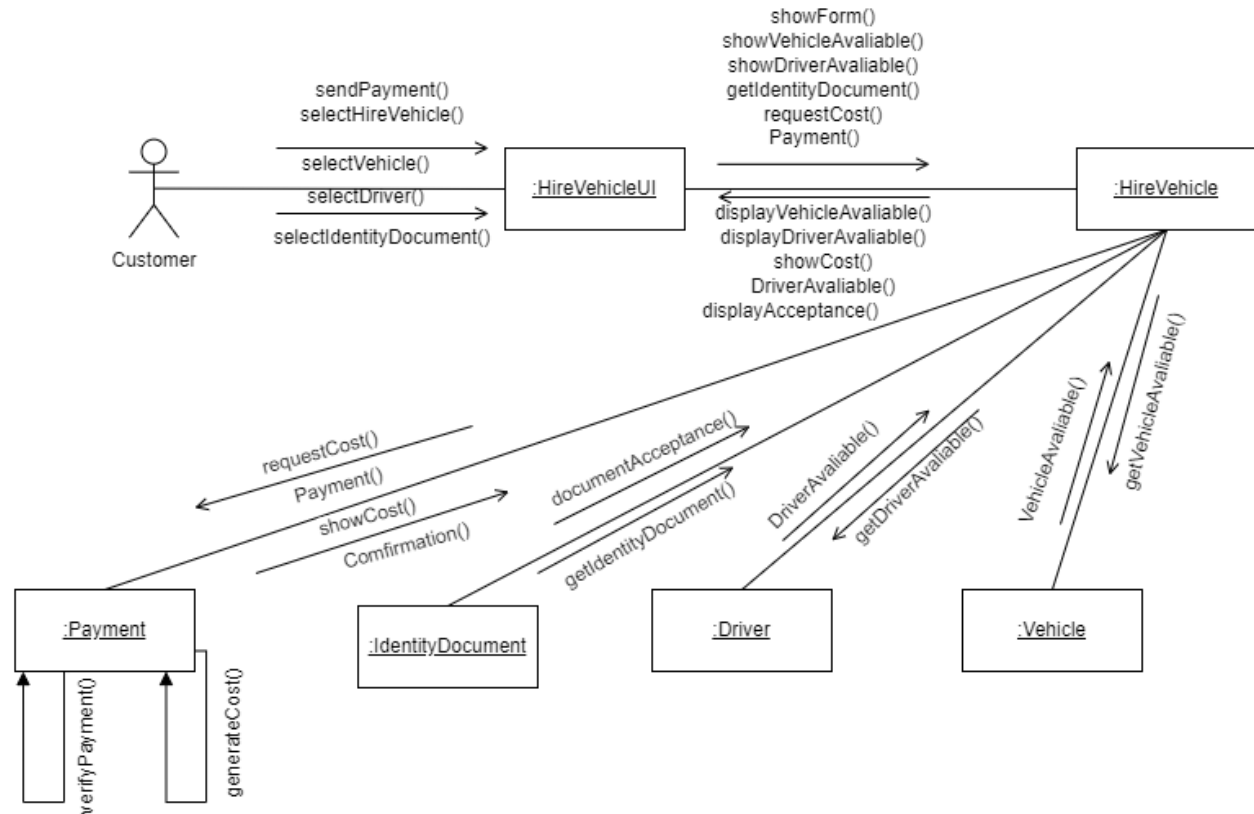 showForm()
showVehicleAvaliable()
showDriverAvaliable()
getIdentityDocument()
requestCost()
Payment()
sendPayment()
selectHireVehicle()
selectVehicle()
selectDriver()
selectIdentityDocument()
Customer
:HireVehicleUI
:HireVehicle
displayVehicleAvaliable()
displayDriverAvaliable()
showCost()
DriverAvaliable()
displayAcceptance()
requestCost()
Payment()
showCost()
Comfirmation()
documentAcceptance()
getIdentityDocument()
DriverAvaliable()
getDriverAvaliable()
VehicleAvaliable()
getVehicleAvaliable()
:Payment
:IdentityDocument
:Driver
:Vehicle
verifyPayment()
generateCost()